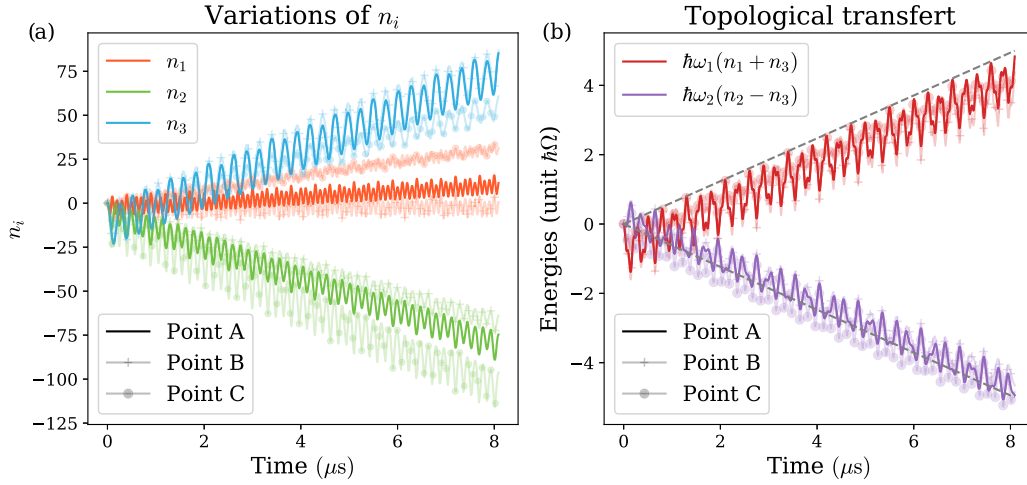 Variations of n_i
(a)
n_1
n_2
n_3
Point A
Point B
Point C
75
50
25
0
−25
−50
−75
−100
−125
n_i
0 2 4 6 8
Time (μs)
Topological transfert
(b)
ħω_1(n_1 + n_3)
ħω_2(n_2 − n_3)
Point A
Point B
Point C
4
2
0
−2
−4
Energies (unit ħΩ)
0 2 4 6 8
Time (μs)